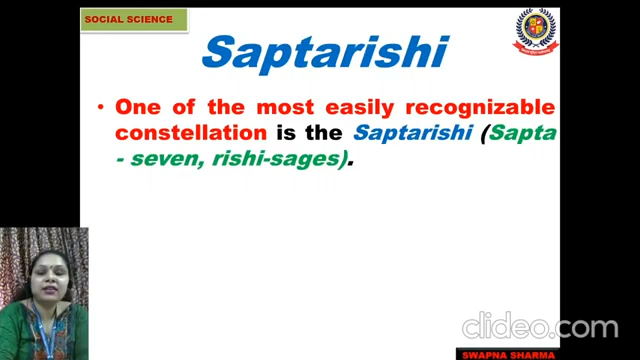 SOCIAL SCIENCE
Saptarishi
• One of the most easily recognizable
constellation is the Saptarishi (Sapta
- seven, rishi-sages).
clideo.com
SWAPNA SHARMA